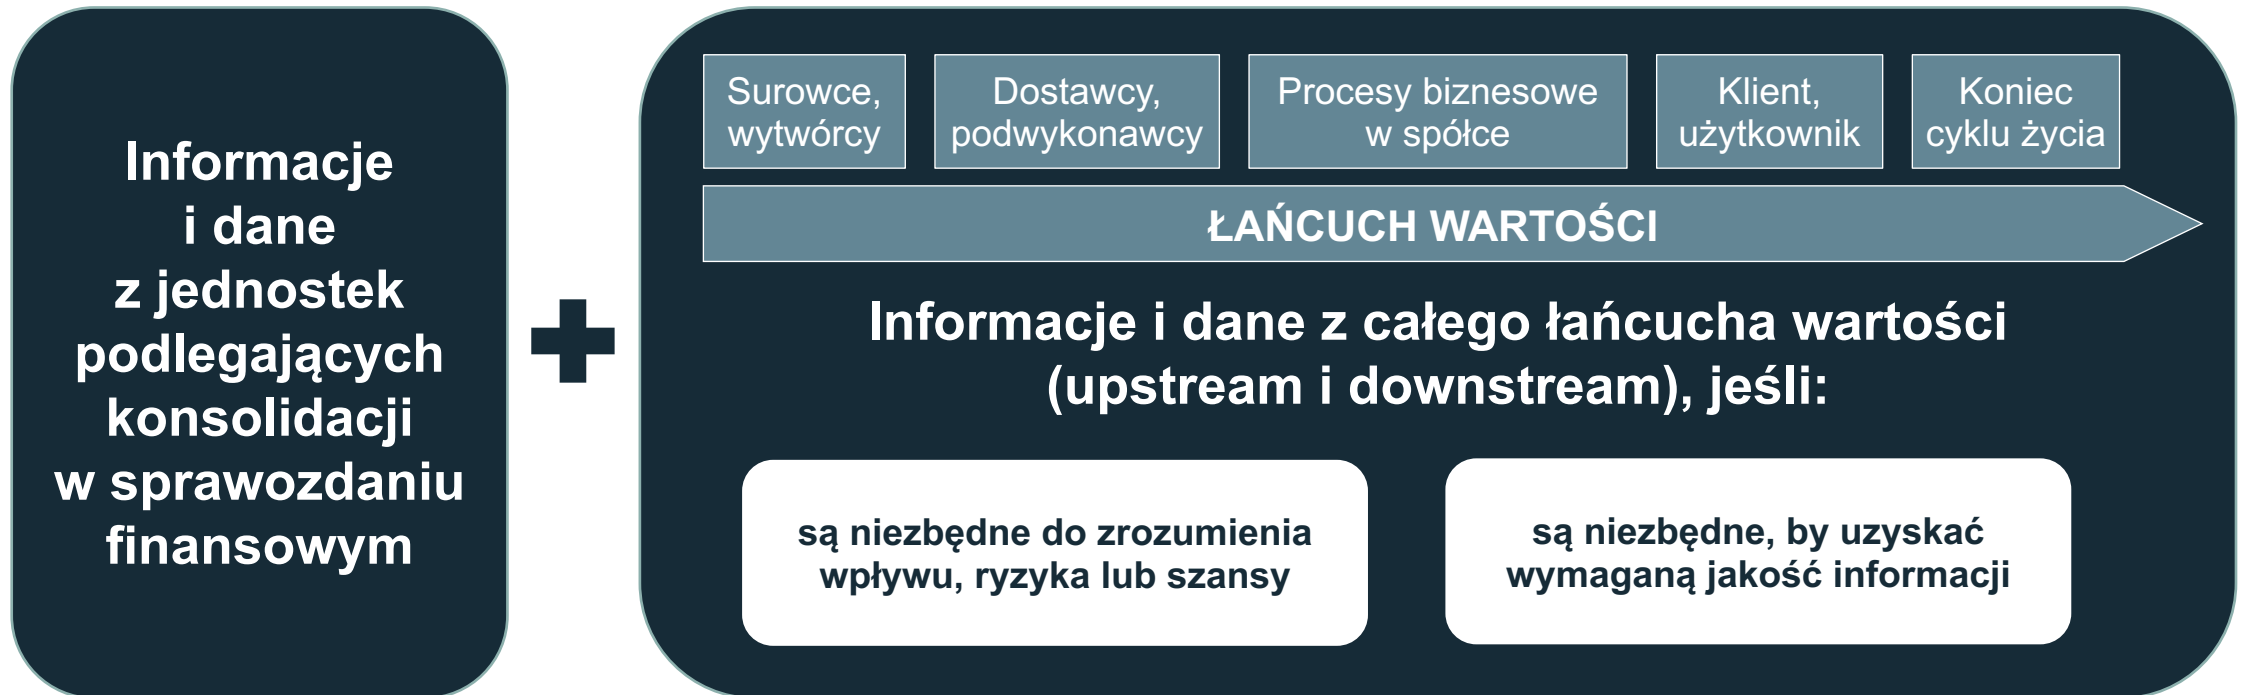 Informacje
i dane
z jednostek
podlegających
konsolidacji
w sprawozdaniu
finansowym
Surowce,
wytwórcy
Dostawcy,
podwykonawcy
Procesy biznesowe
w spółce
Klient,
użytkownik
Koniec
cyklu życia
ŁAŃCUCH WARTOŚCI
Informacje i dane z całego łańcucha wartości
(upstream i downstream), jeśli:
są niezbędne do zrozumienia
wpływu, ryzyka lub szansy
są niezbędne, by uzyskać
wymaganą jakość informacji